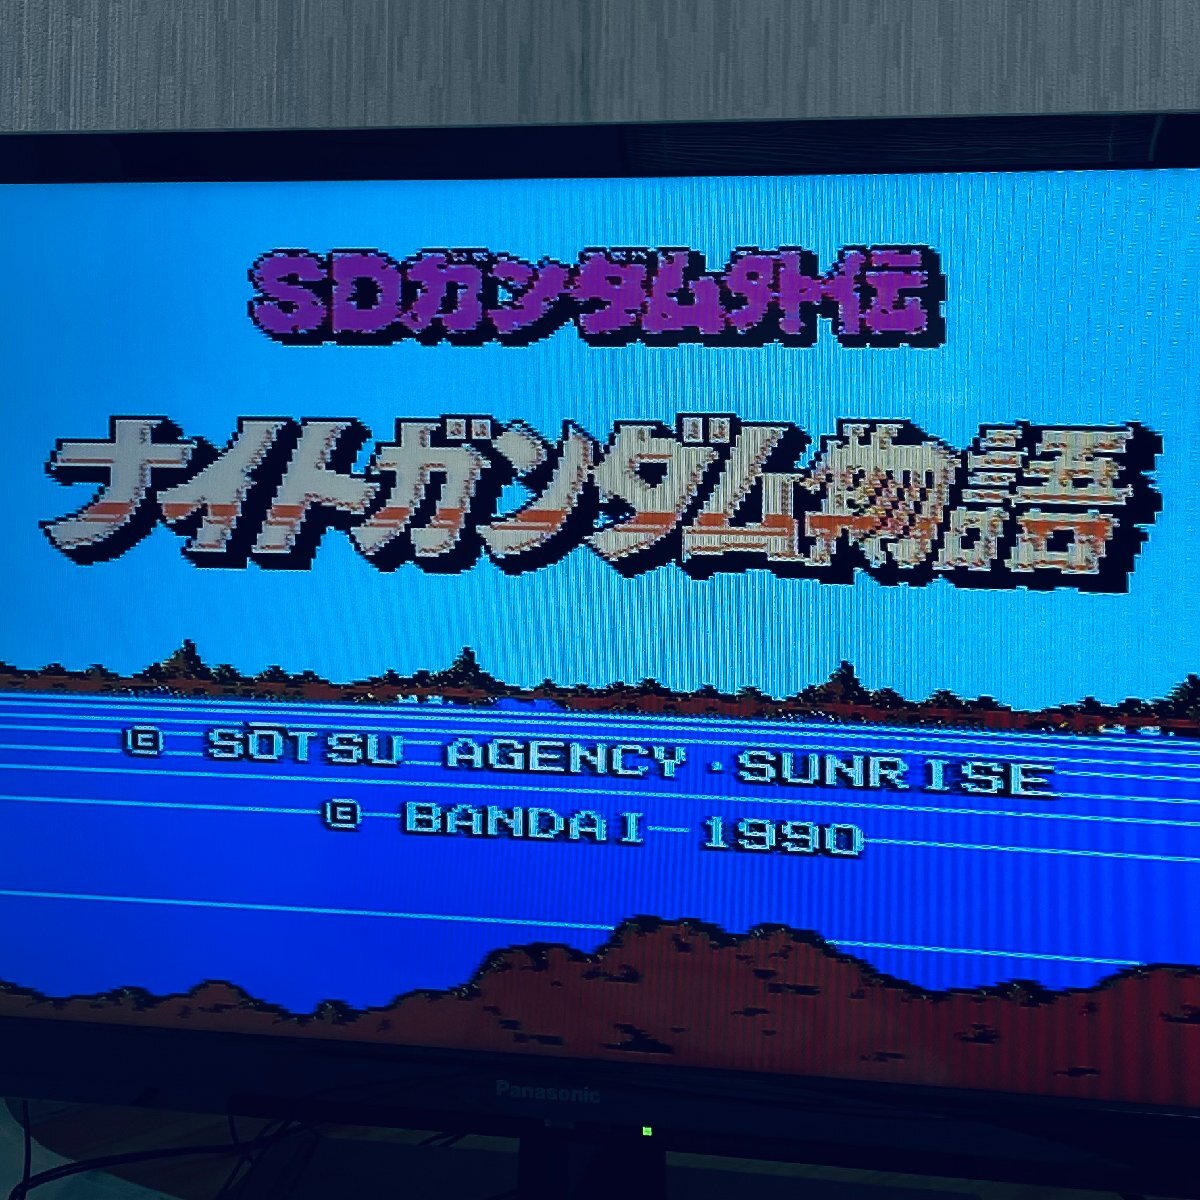 SDガンダム外伝
ナイトガンダム物語
© SOTSU AGENCY·SUNRISE
© BANDAI 1990
Panasonic